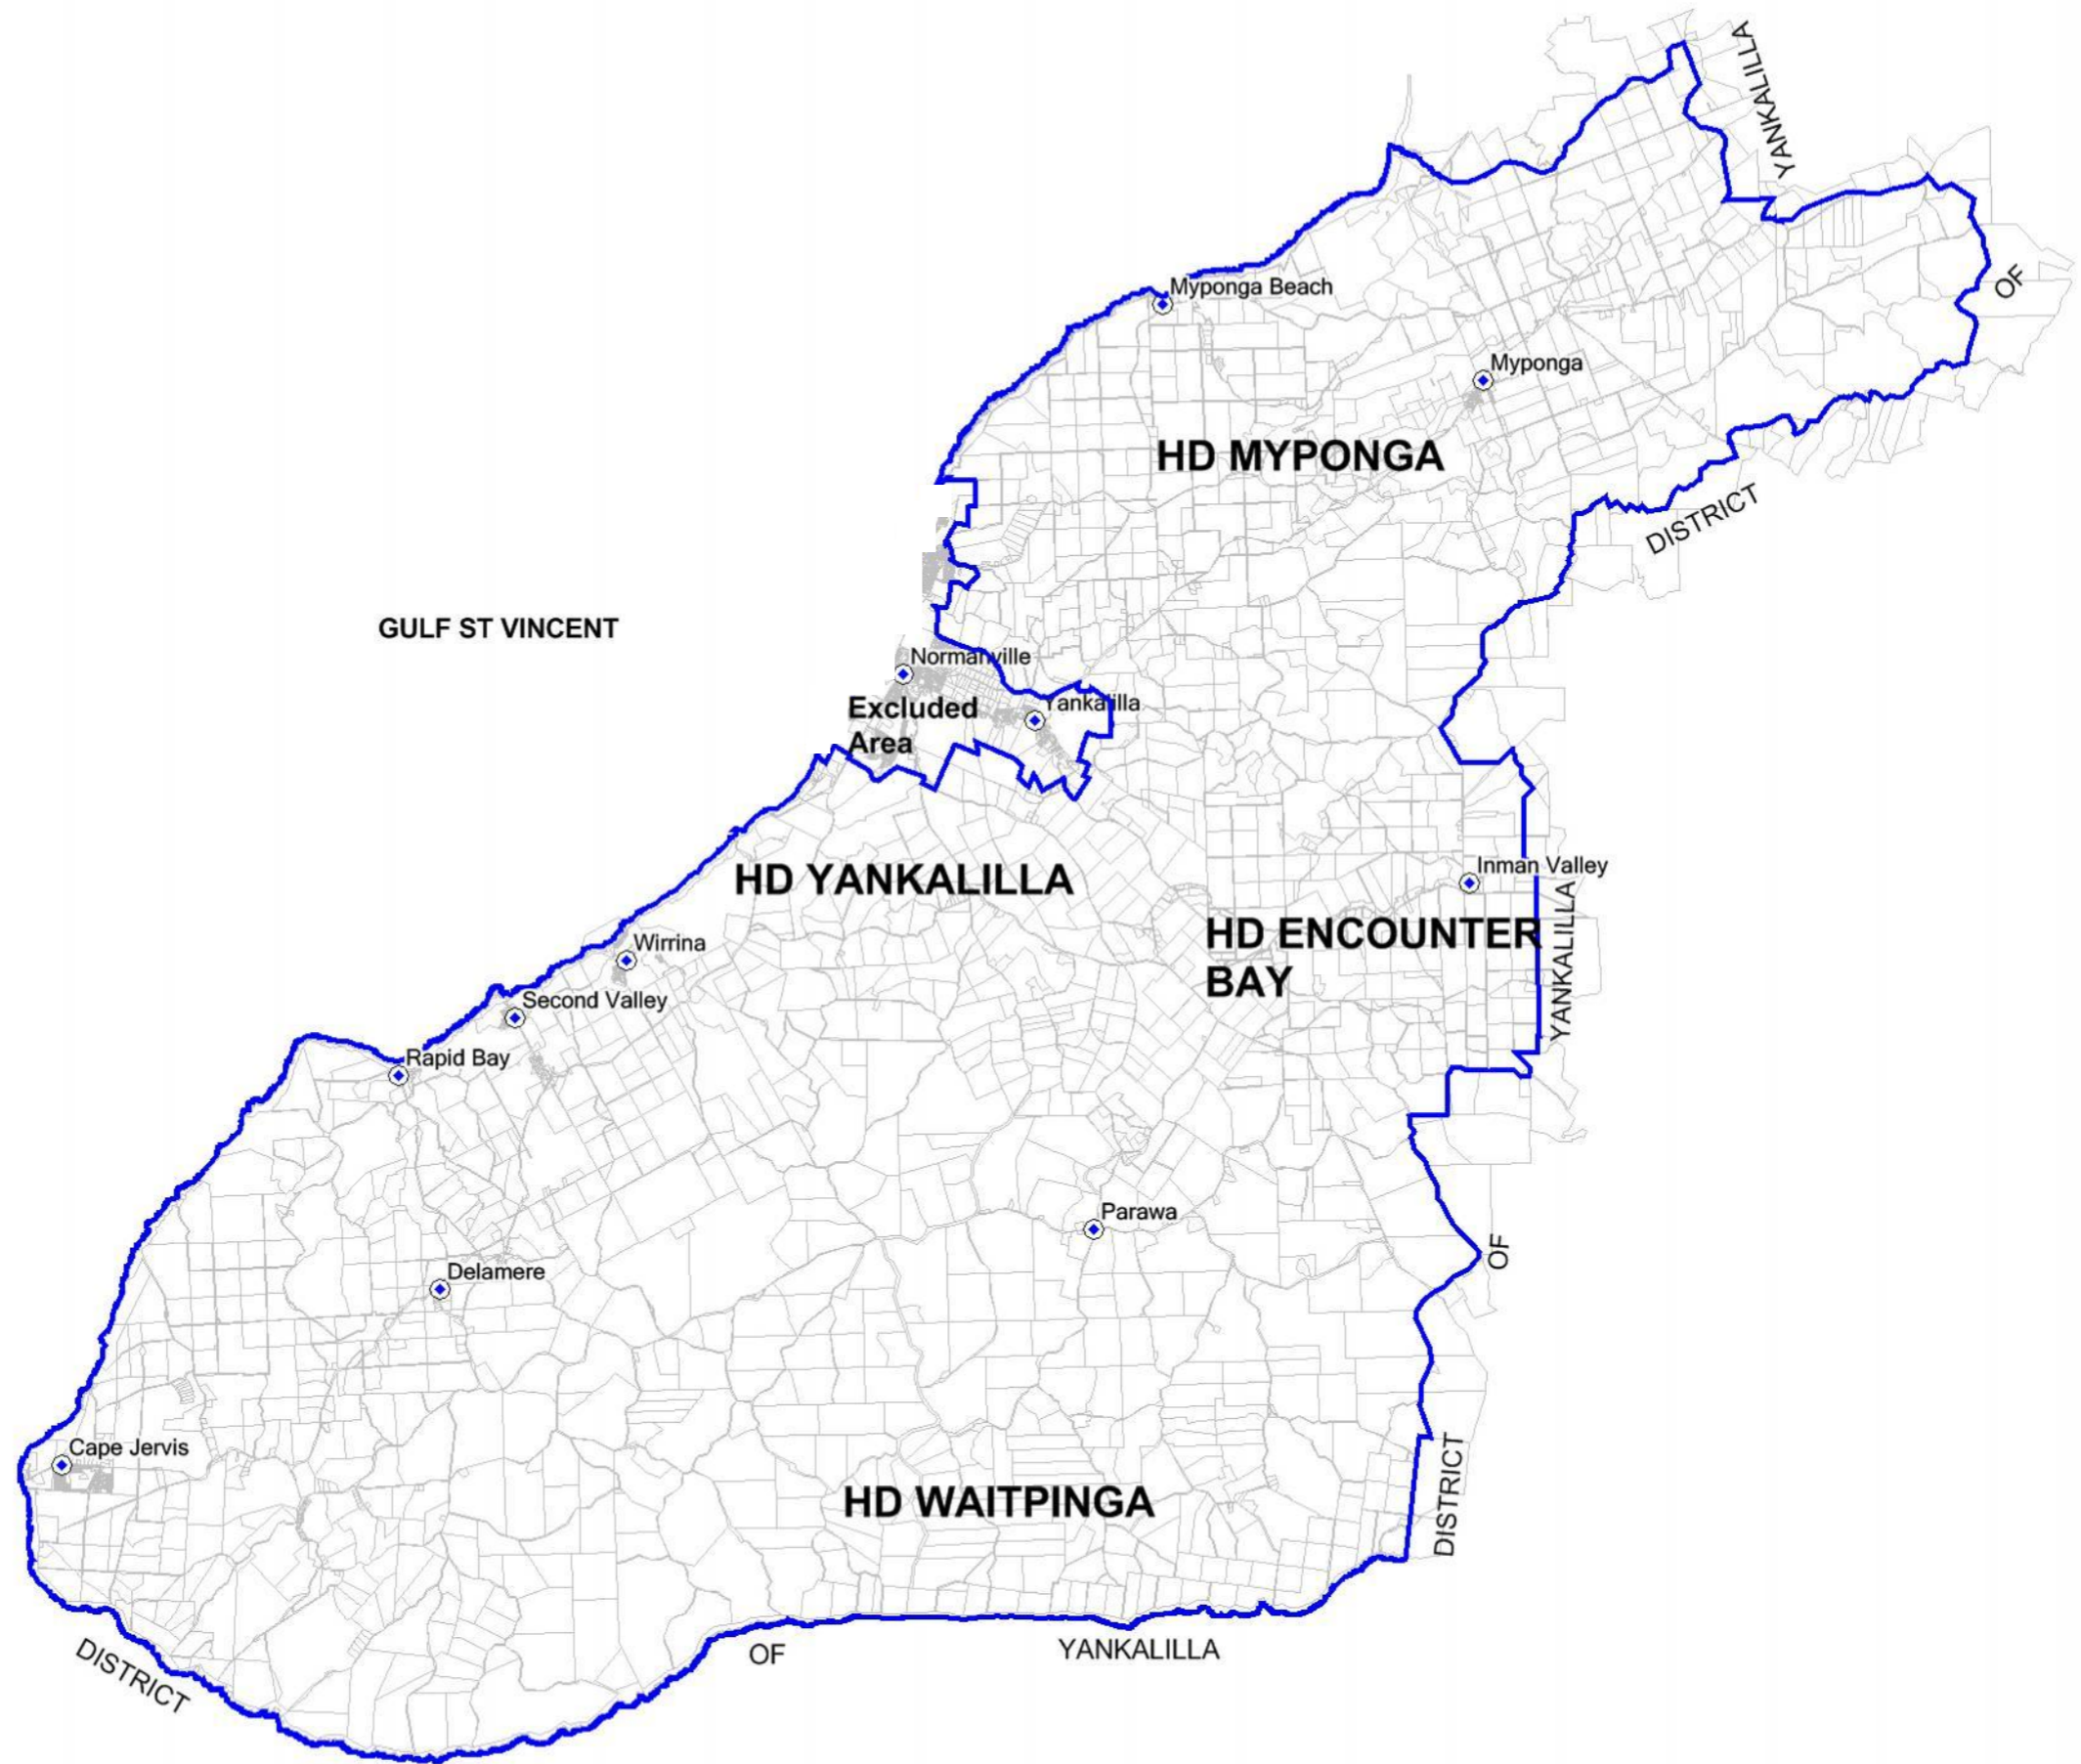 YANKALILLA
OF
Myponga Beach
Myponga
HD MYPONGA
DISTRICT
GULF ST VINCENT
Normanville
Yankalilla
Excluded
Area
HD YANKALILLA
Inman Valley
HD ENCOUNTER
BAY
YANKALILLA
Wirrina
Second Valley
Rapid Bay
Parawa
OF
Delamere
Cape Jervis
DISTRICT
HD WAITPINGA
DISTRICT
OF
YANKALILLA